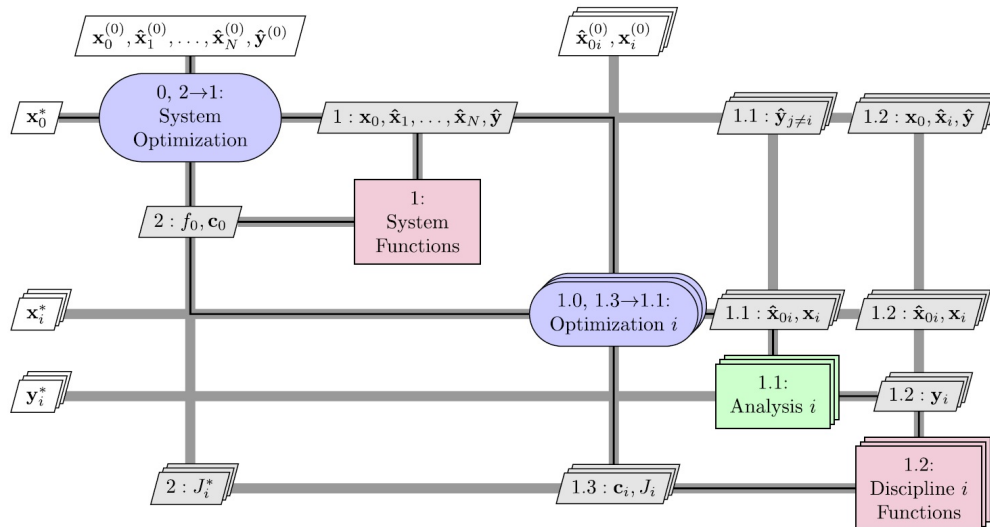 𝐱₀⁽⁰⁾, 𝐱̂₁⁽⁰⁾, . . . , 𝐱̂_N⁽⁰⁾, 𝐲̂⁽⁰⁾
𝐱̂₀ᵢ⁽⁰⁾, 𝐱ᵢ⁽⁰⁾
𝐱₀*
0, 2→1:
System
Optimization
1 : 𝐱₀, 𝐱̂₁, . . . , 𝐱̂_N, 𝐲̂
1.1 : 𝐲̂_{j≠i}
1.2 : 𝐱₀, 𝐱̂ᵢ, 𝐲̂
2 : f₀, 𝐜₀
1:
System
Functions
𝐱ᵢ*
1.0, 1.3→1.1:
Optimization i
1.1 : 𝐱̂₀ᵢ, 𝐱ᵢ
1.2 : 𝐱̂₀ᵢ, 𝐱ᵢ
𝐲ᵢ*
1.1:
Analysis i
1.2 : 𝐲ᵢ
2 : Jᵢ*
1.3 : 𝐜ᵢ, Jᵢ
1.2:
Discipline i
Functions